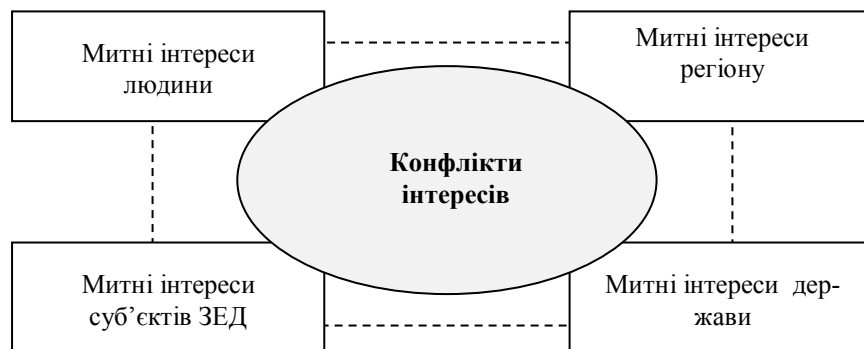 Митні інтереси
людини
Митні інтереси
регіону
Конфлікти
інтересів
Митні інтереси
суб’єктів ЗЕД
Митні інтереси дер-
жави